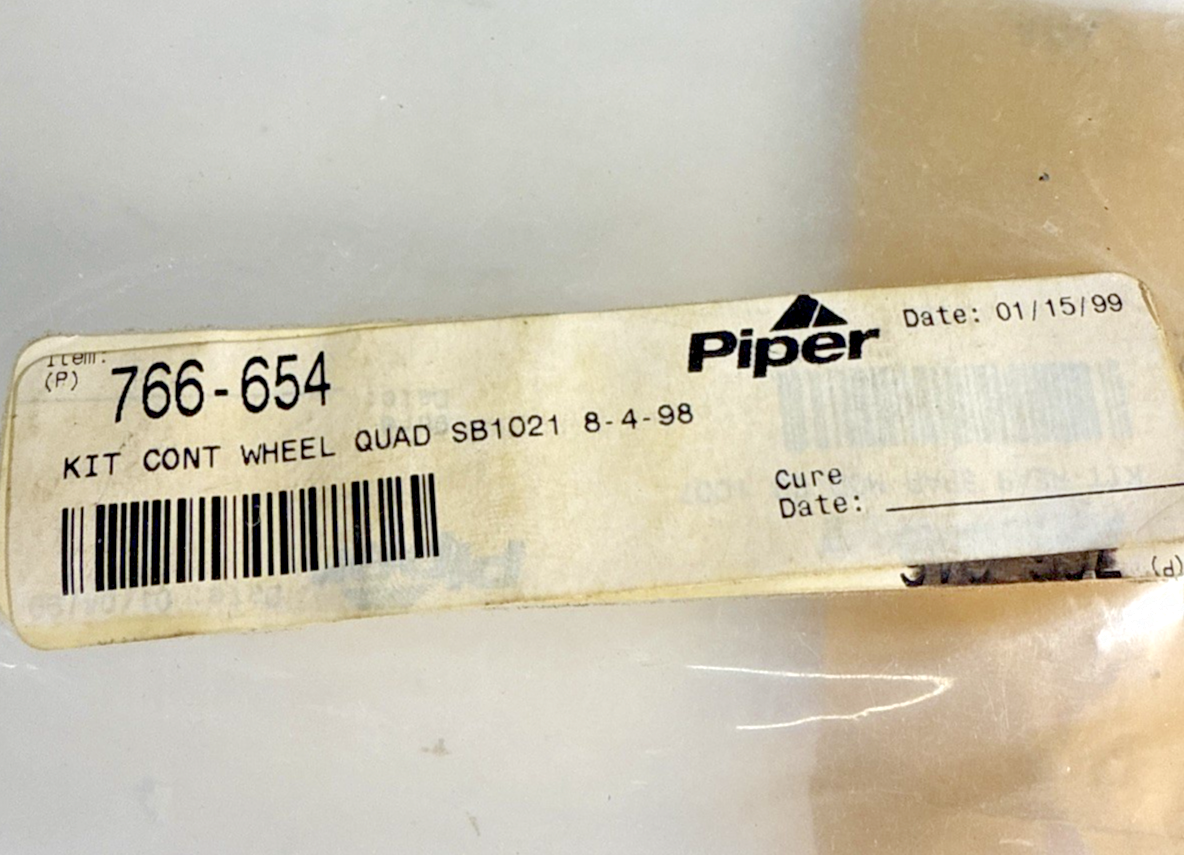 Item:
(P) 766-654
KIT CONT WHEEL QUAD SB1021 8-4-98
Piper
Date: 01/15/99
Cure
Date:
(P)